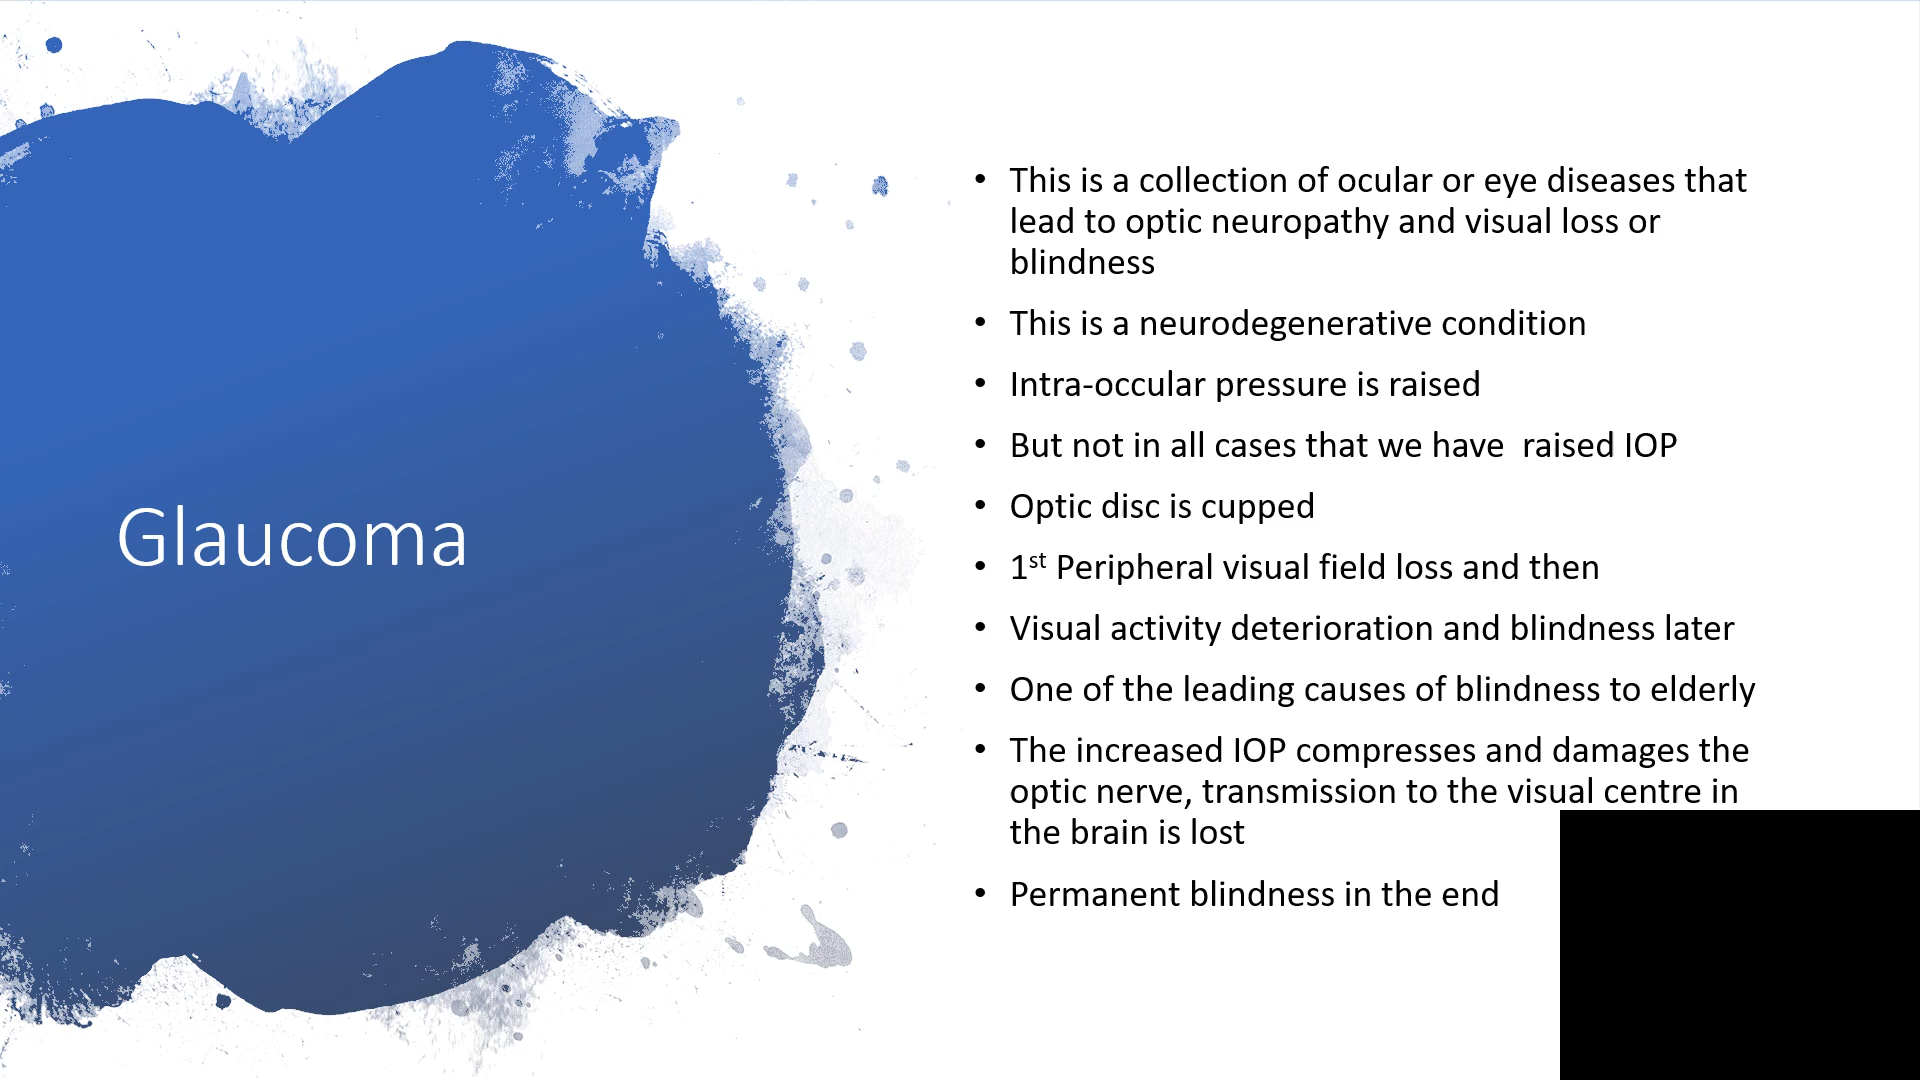 Glaucoma
• This is a collection of ocular or eye diseases that
lead to optic neuropathy and visual loss or
blindness
• This is a neurodegenerative condition
• Intra-occular pressure is raised
• But not in all cases that we have  raised IOP
• Optic disc is cupped
• 1st Peripheral visual field loss and then
• Visual activity deterioration and blindness later
• One of the leading causes of blindness to elderly
• The increased IOP compresses and damages the
optic nerve, transmission to the visual centre in
the brain is lost
• Permanent blindness in the end